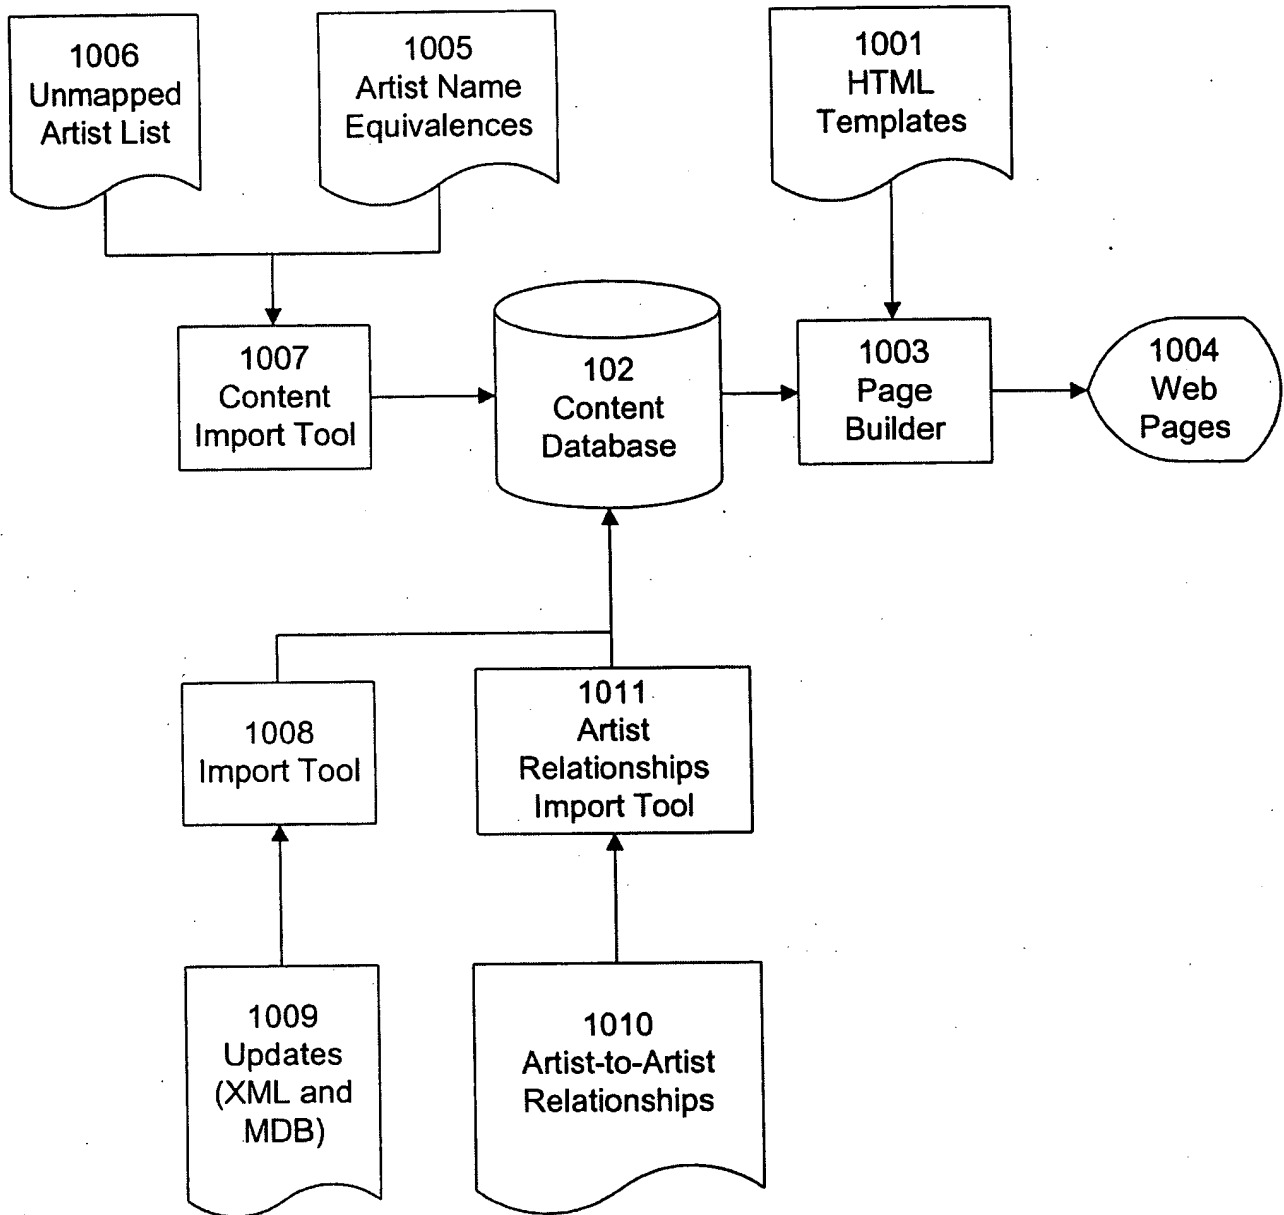 1006
Unmapped
Artist List
1005
Artist Name
Equivalences
1001
HTML
Templates
1007
Content
Import Tool
102
Content
Database
1003
Page
Builder
1004
Web
Pages
1008
Import Tool
1011
Artist
Relationships
Import Tool
1009
Updates
(XML and
MDB)
1010
Artist-to-Artist
Relationships